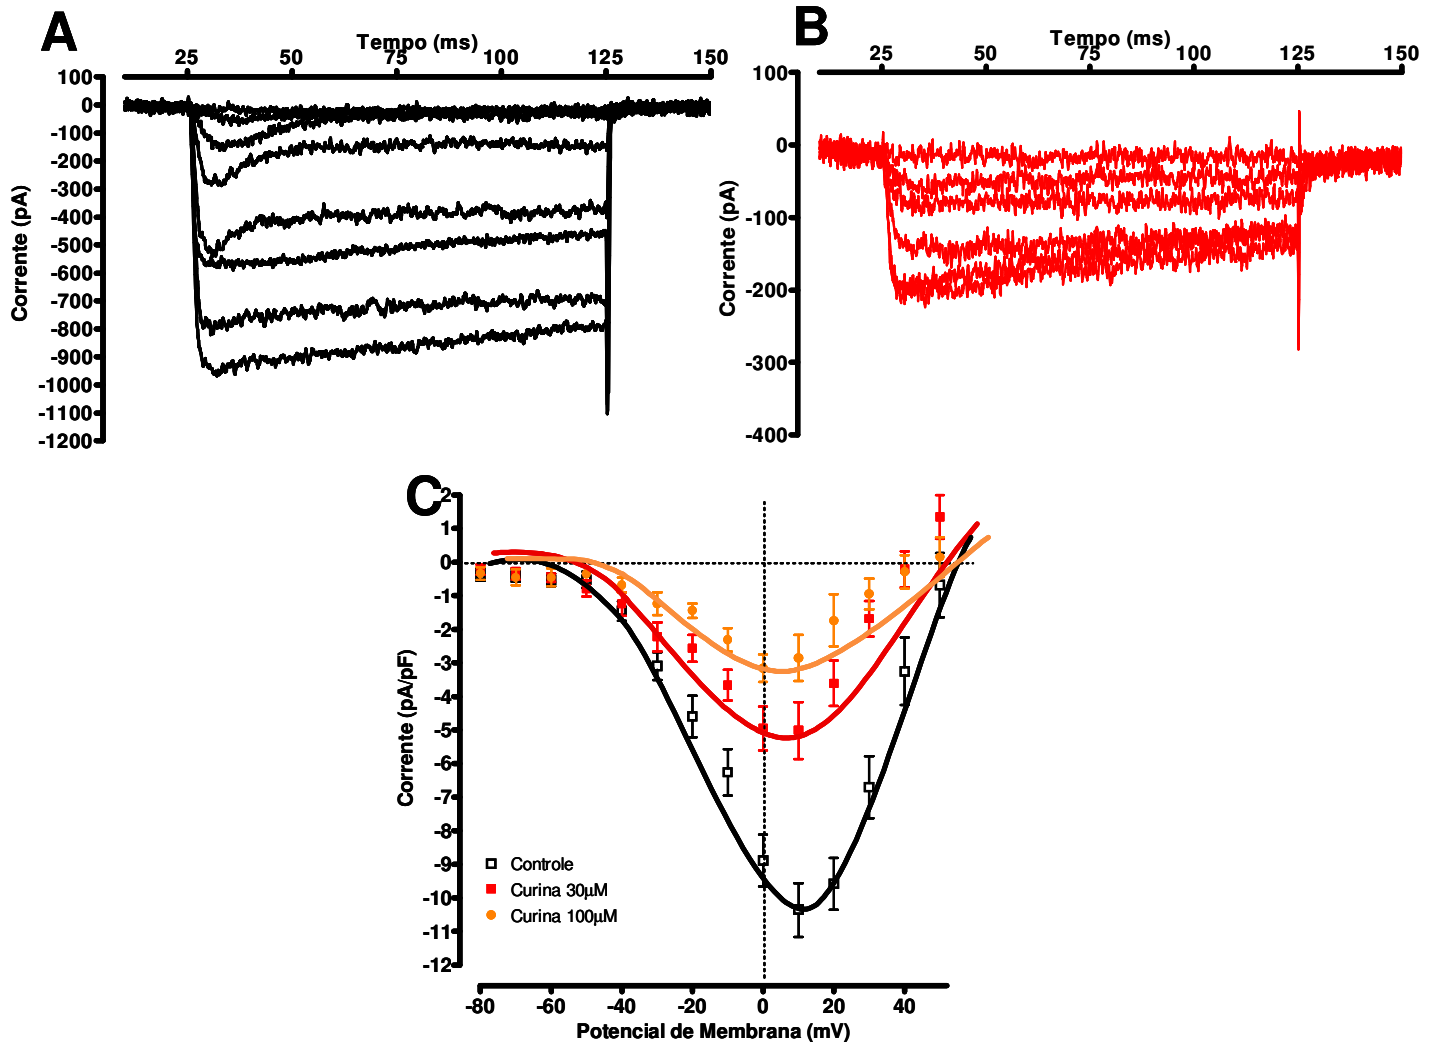 A
Tempo (ms)
25 50 75 100 125 150
100
0
-100
-200
-300
-400
-500
-600
-700
-800
-900
-1000
-1100
-1200
Corrente (pA)
B
Tempo (ms)
25 50 75 100 125 150
100
0
-100
-200
-300
-400
Corrente (pA)
C
2
1
0
-1
-2
-3
-4
-5
-6
-7
-8
-9
-10
-11
-12
Corrente (pA/pF)
Controle
Curina 30µM
Curina 100µM
-80 -60 -40 -20 0 20 40
Potencial de Membrana (mV)